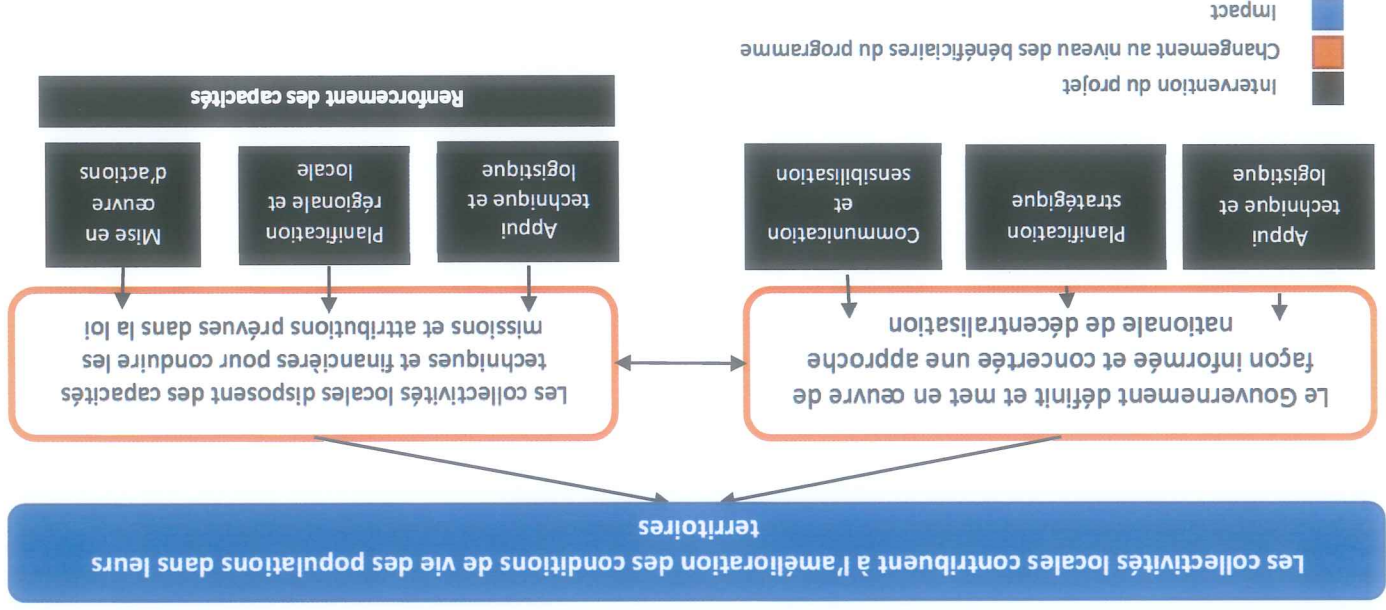 Les collectivités locales contribuent à l'amélioration des conditions de vie des populations dans leurs
territoires
Le Gouvernement définit et met en œuvre de
façon informée et concertée une approche
nationale de décentralisation
Les collectivités locales disposent des capacités
techniques et financières pour conduire les
missions et attributions prévues dans la loi
Appui
technique et
logistique
Planification
stratégique
Communication
et
sensibilisation
Appui
technique et
logistique
Planification
régionale et
locale
Mise en
œuvre
d'actions
Renforcement des capacités
Intervention du projet
Changement au niveau des bénéficiaires du programme
Impact